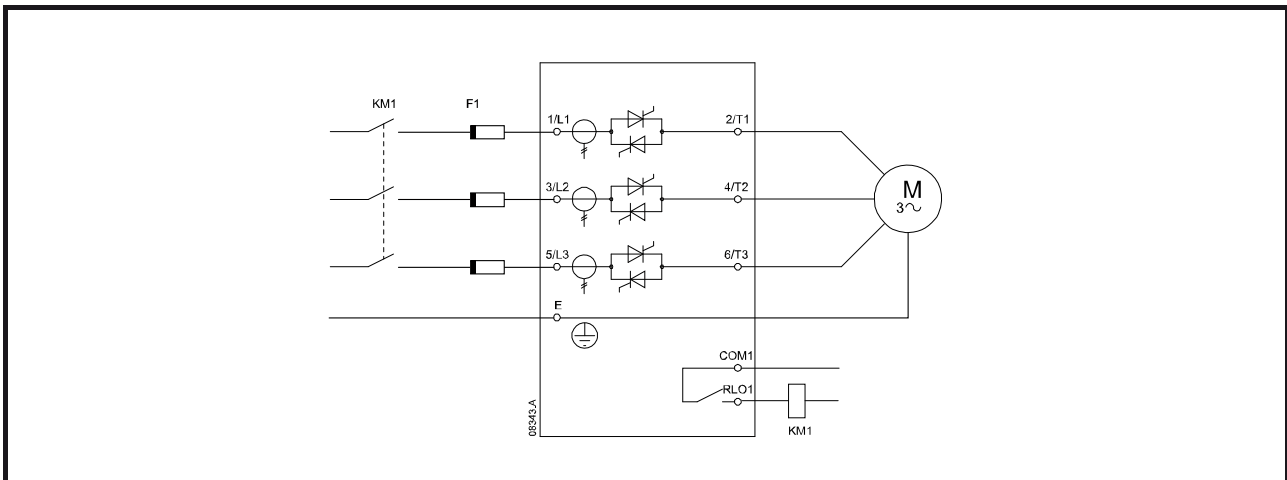 KM1
F1
1/L1
2/T1
3/L2
4/T2
M
3~
5/L3
6/T3
E
COM1
RLO1
KM1
08343.A